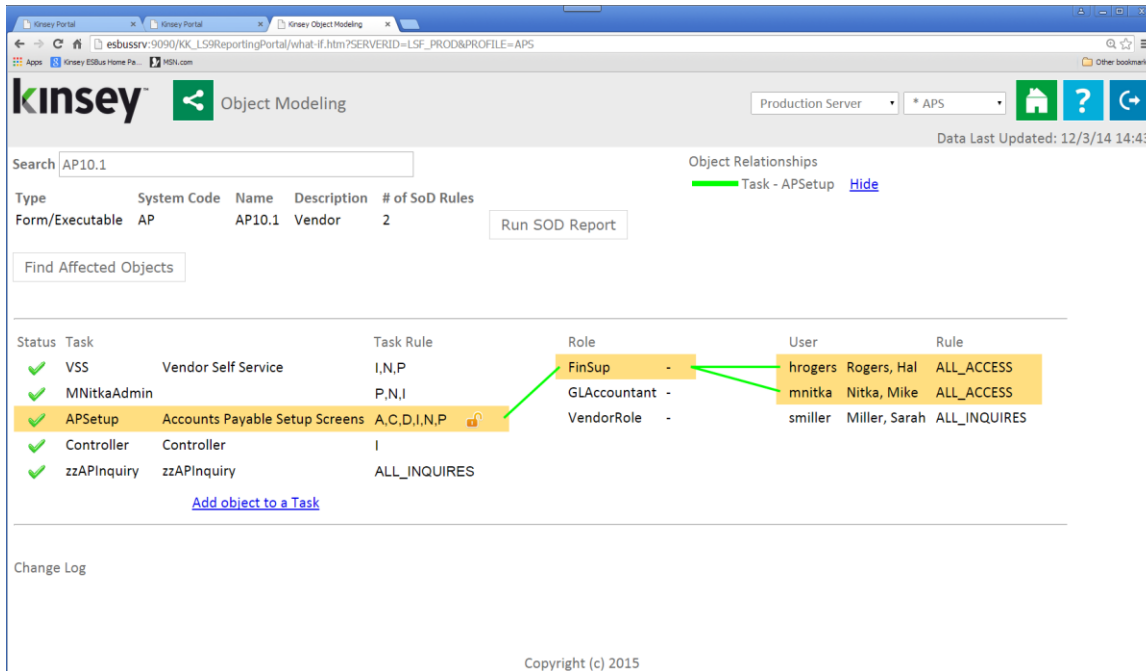 Kinsey Portal Kinsey Portal Kinsey Object Modeling
esbussrv:9090/KK_LS9ReportingPortal/what-if.htm?SERVERID=LSF_PROD&PROFILE=APS
Apps Kinsey ESBus Home Pa... MSN.com Other bookmark
kinsey™ Object Modeling Production Server * APS ?
Data Last Updated: 12/3/14 14:43
Search AP10.1 Object Relationships
Task - APSetup Hide
Type System Code Name Description # of SoD Rules
Form/Executable AP AP10.1 Vendor 2 Run SOD Report
Find Affected Objects
Status Task Task Rule Role User Rule
VSS Vendor Self Service I,N,P FinSup - hrogers Rogers, Hal ALL_ACCESS
MNitkaAdmin P,N,I GLAccountant - mnitka Nitka, Mike ALL_ACCESS
APSetup Accounts Payable Setup Screens A,C,D,I,N,P VendorRole - smiller Miller, Sarah ALL_INQUIRES
Controller Controller I
zzAPInquiry zzAPInquiry ALL_INQUIRES
Add object to a Task
Change Log
Copyright (c) 2015